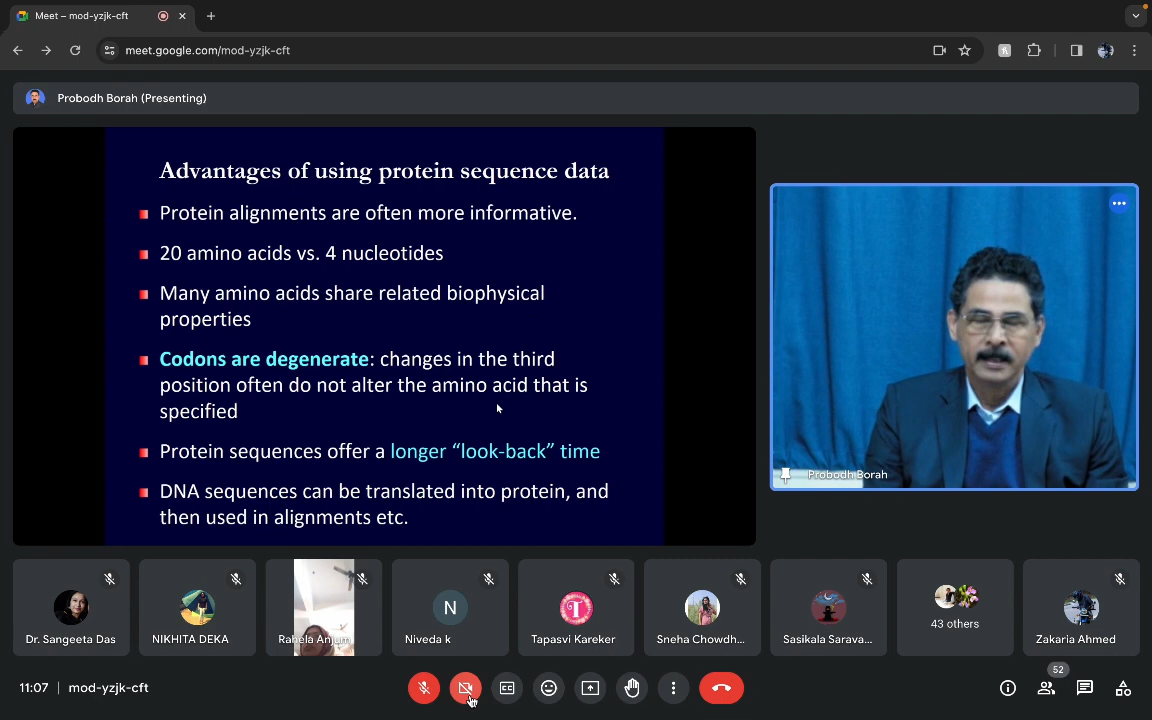 Meet – mod-yzjk-cft
meet.google.com/mod-yzjk-cft
Probodh Borah (Presenting)
Advantages of using protein sequence data
Protein alignments are often more informative.
20 amino acids vs. 4 nucleotides
Many amino acids share related biophysical
properties
Codons are degenerate: changes in the third
position often do not alter the amino acid that is
specified
Protein sequences offer a longer “look-back” time
DNA sequences can be translated into protein, and
then used in alignments etc.
Probodh Borah
Dr. Sangeeta Das
NIKHITA DEKA
Rahela Anjum
N
Niveda k
T
Tapasvi Kareker
Sneha Chowdh...
Sasikala Sarava...
43 others
Zakaria Ahmed
11:07 | mod-yzjk-cft
52